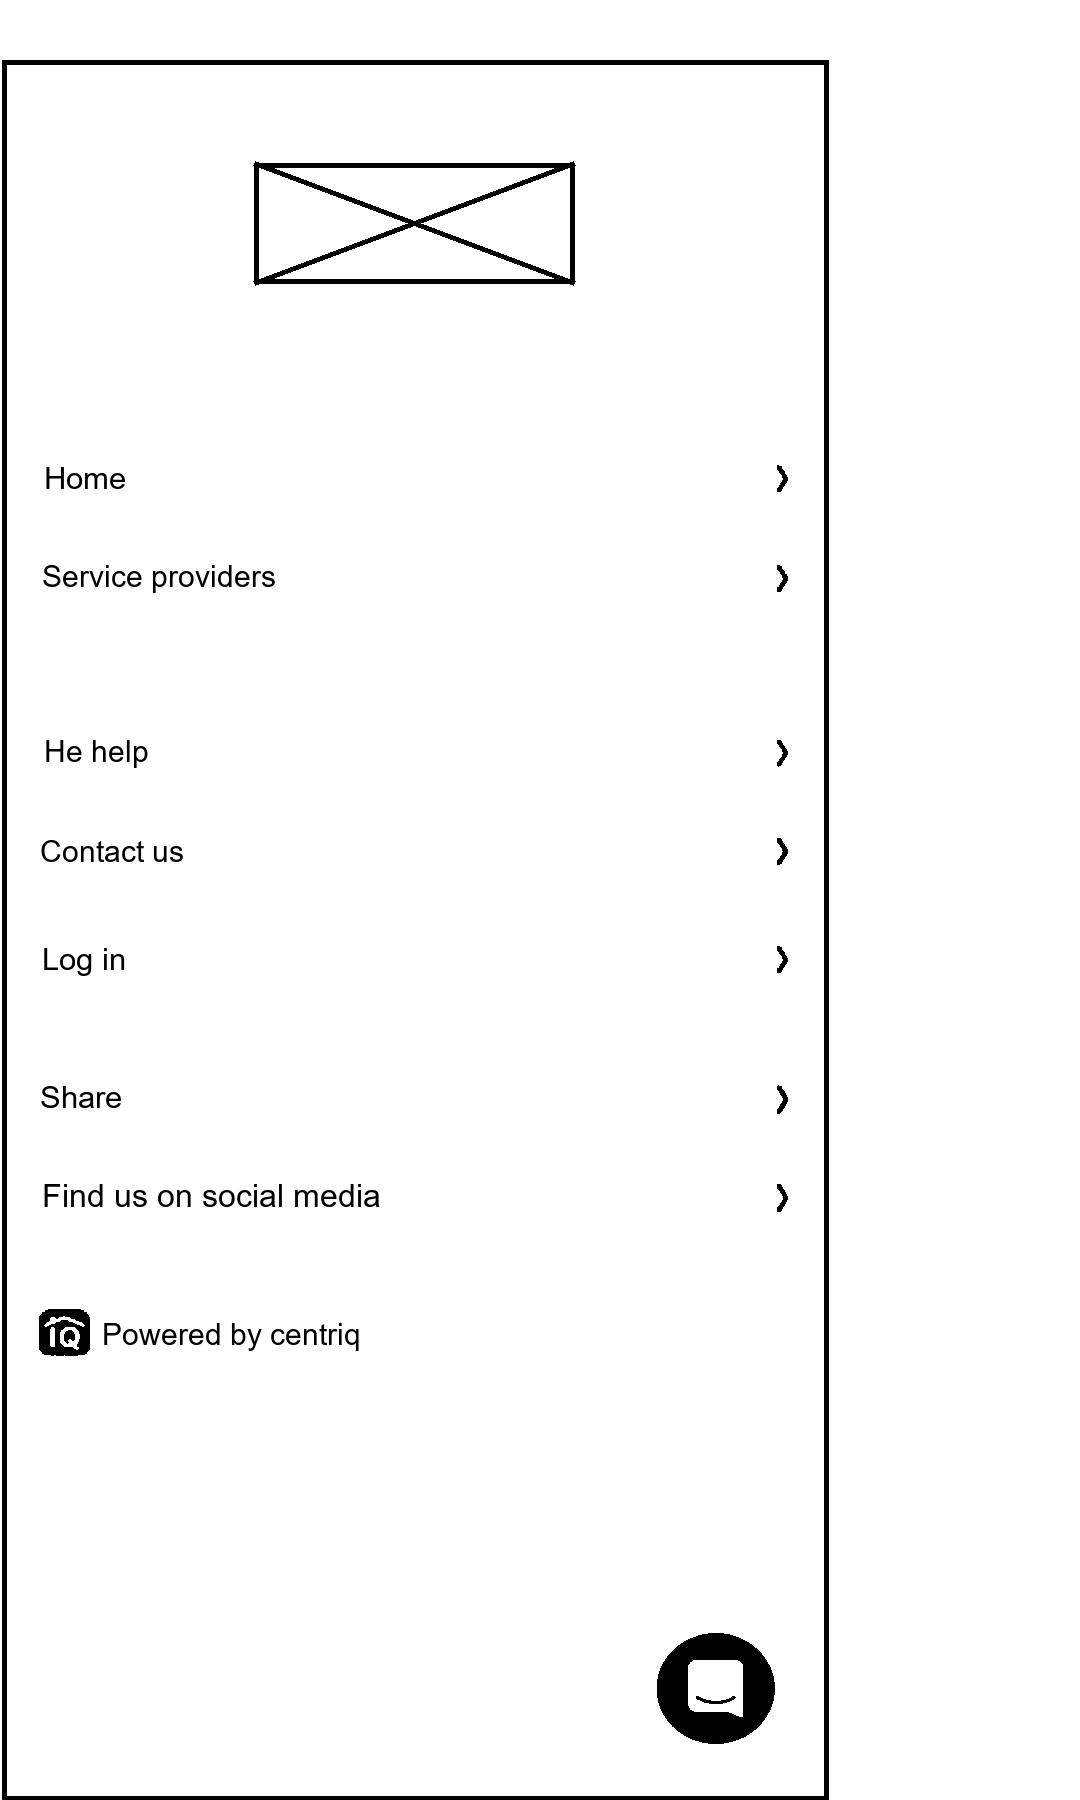 Home
Service providers
He help
Contact us
Log in
Share
Find us on social media
iQ Powered by centriq